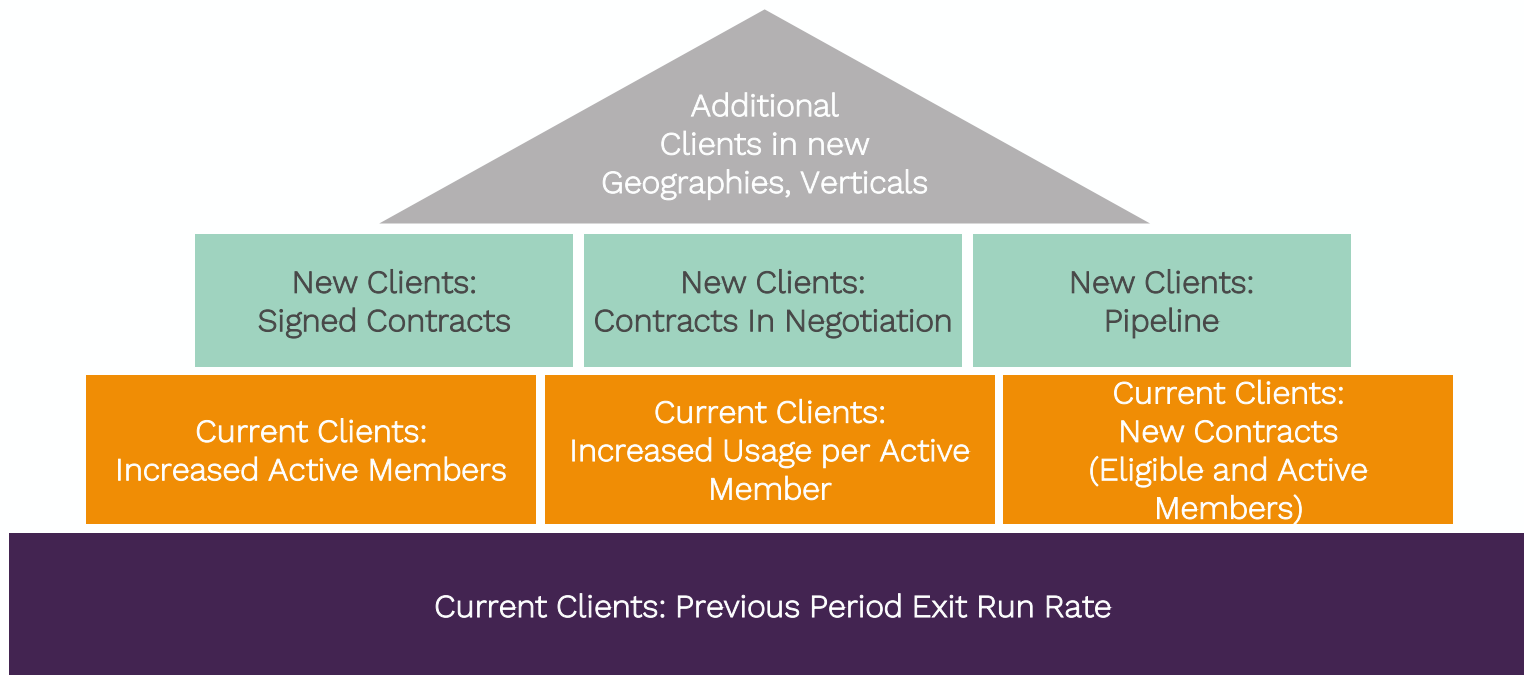 Additional
Clients in new
Geographies, Verticals
New Clients:
Signed Contracts
New Clients:
Contracts In Negotiation
New Clients:
Pipeline
Current Clients:
Increased Active Members
Current Clients:
Increased Usage per Active
Member
Current Clients:
New Contracts
(Eligible and Active
Members)
Current Clients: Previous Period Exit Run Rate